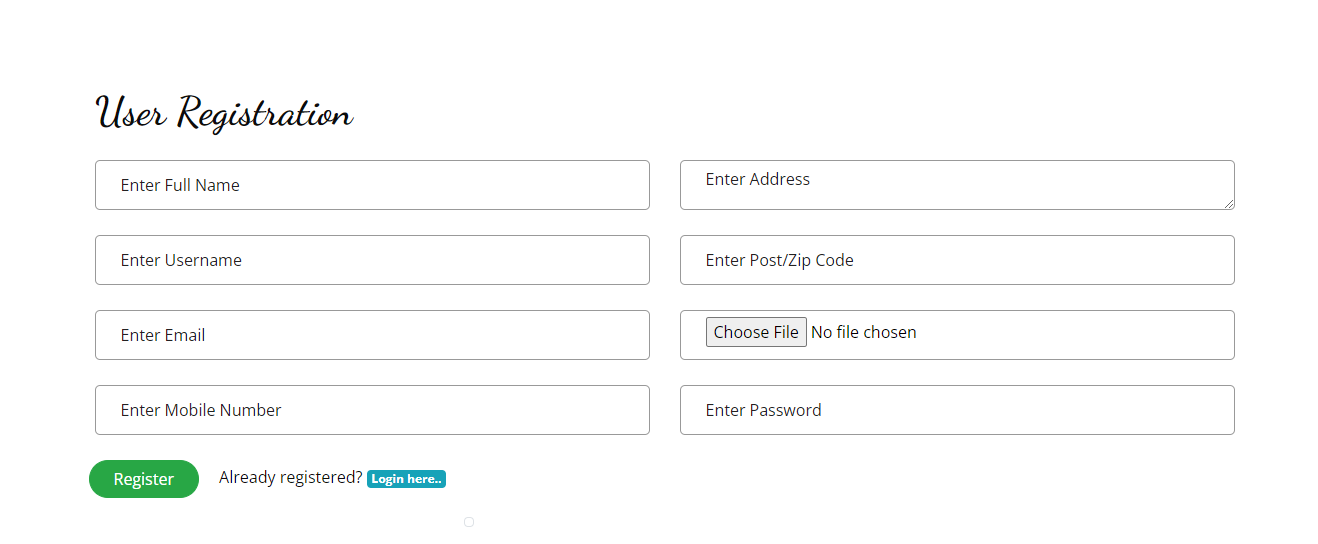 User Registration
Enter Full Name
Enter Address
Enter Username
Enter Post/Zip Code
Enter Email
Choose File No file chosen
Enter Mobile Number
Enter Password
Register
Already registered? Login here..